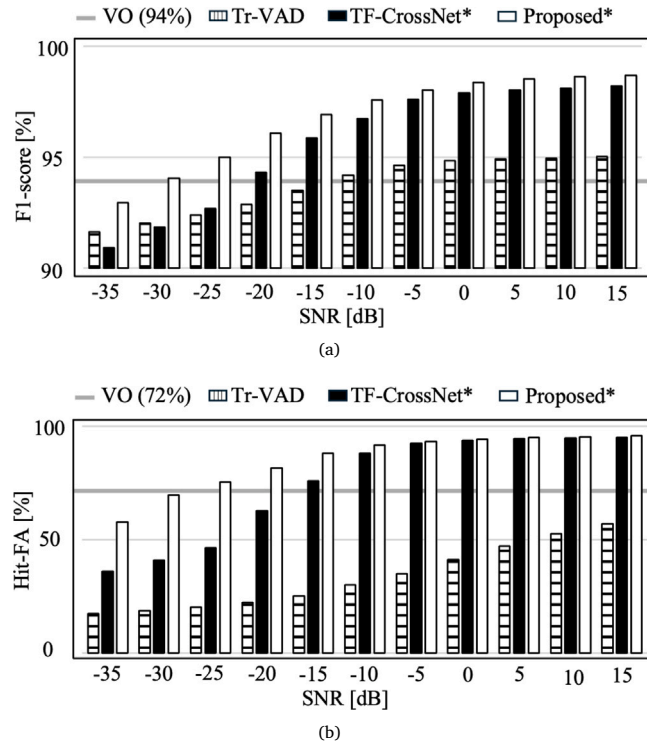 VO (94%) Tr-VAD TF-CrossNet* Proposed*
100
95
90
F1-score [%]
-35 -30 -25 -20 -15 -10 -5 0 5 10 15
SNR [dB]
(a)
VO (72%) Tr-VAD TF-CrossNet* Proposed*
100
50
0
Hit-FA [%]
-35 -30 -25 -20 -15 -10 -5 0 5 10 15
SNR [dB]
(b)